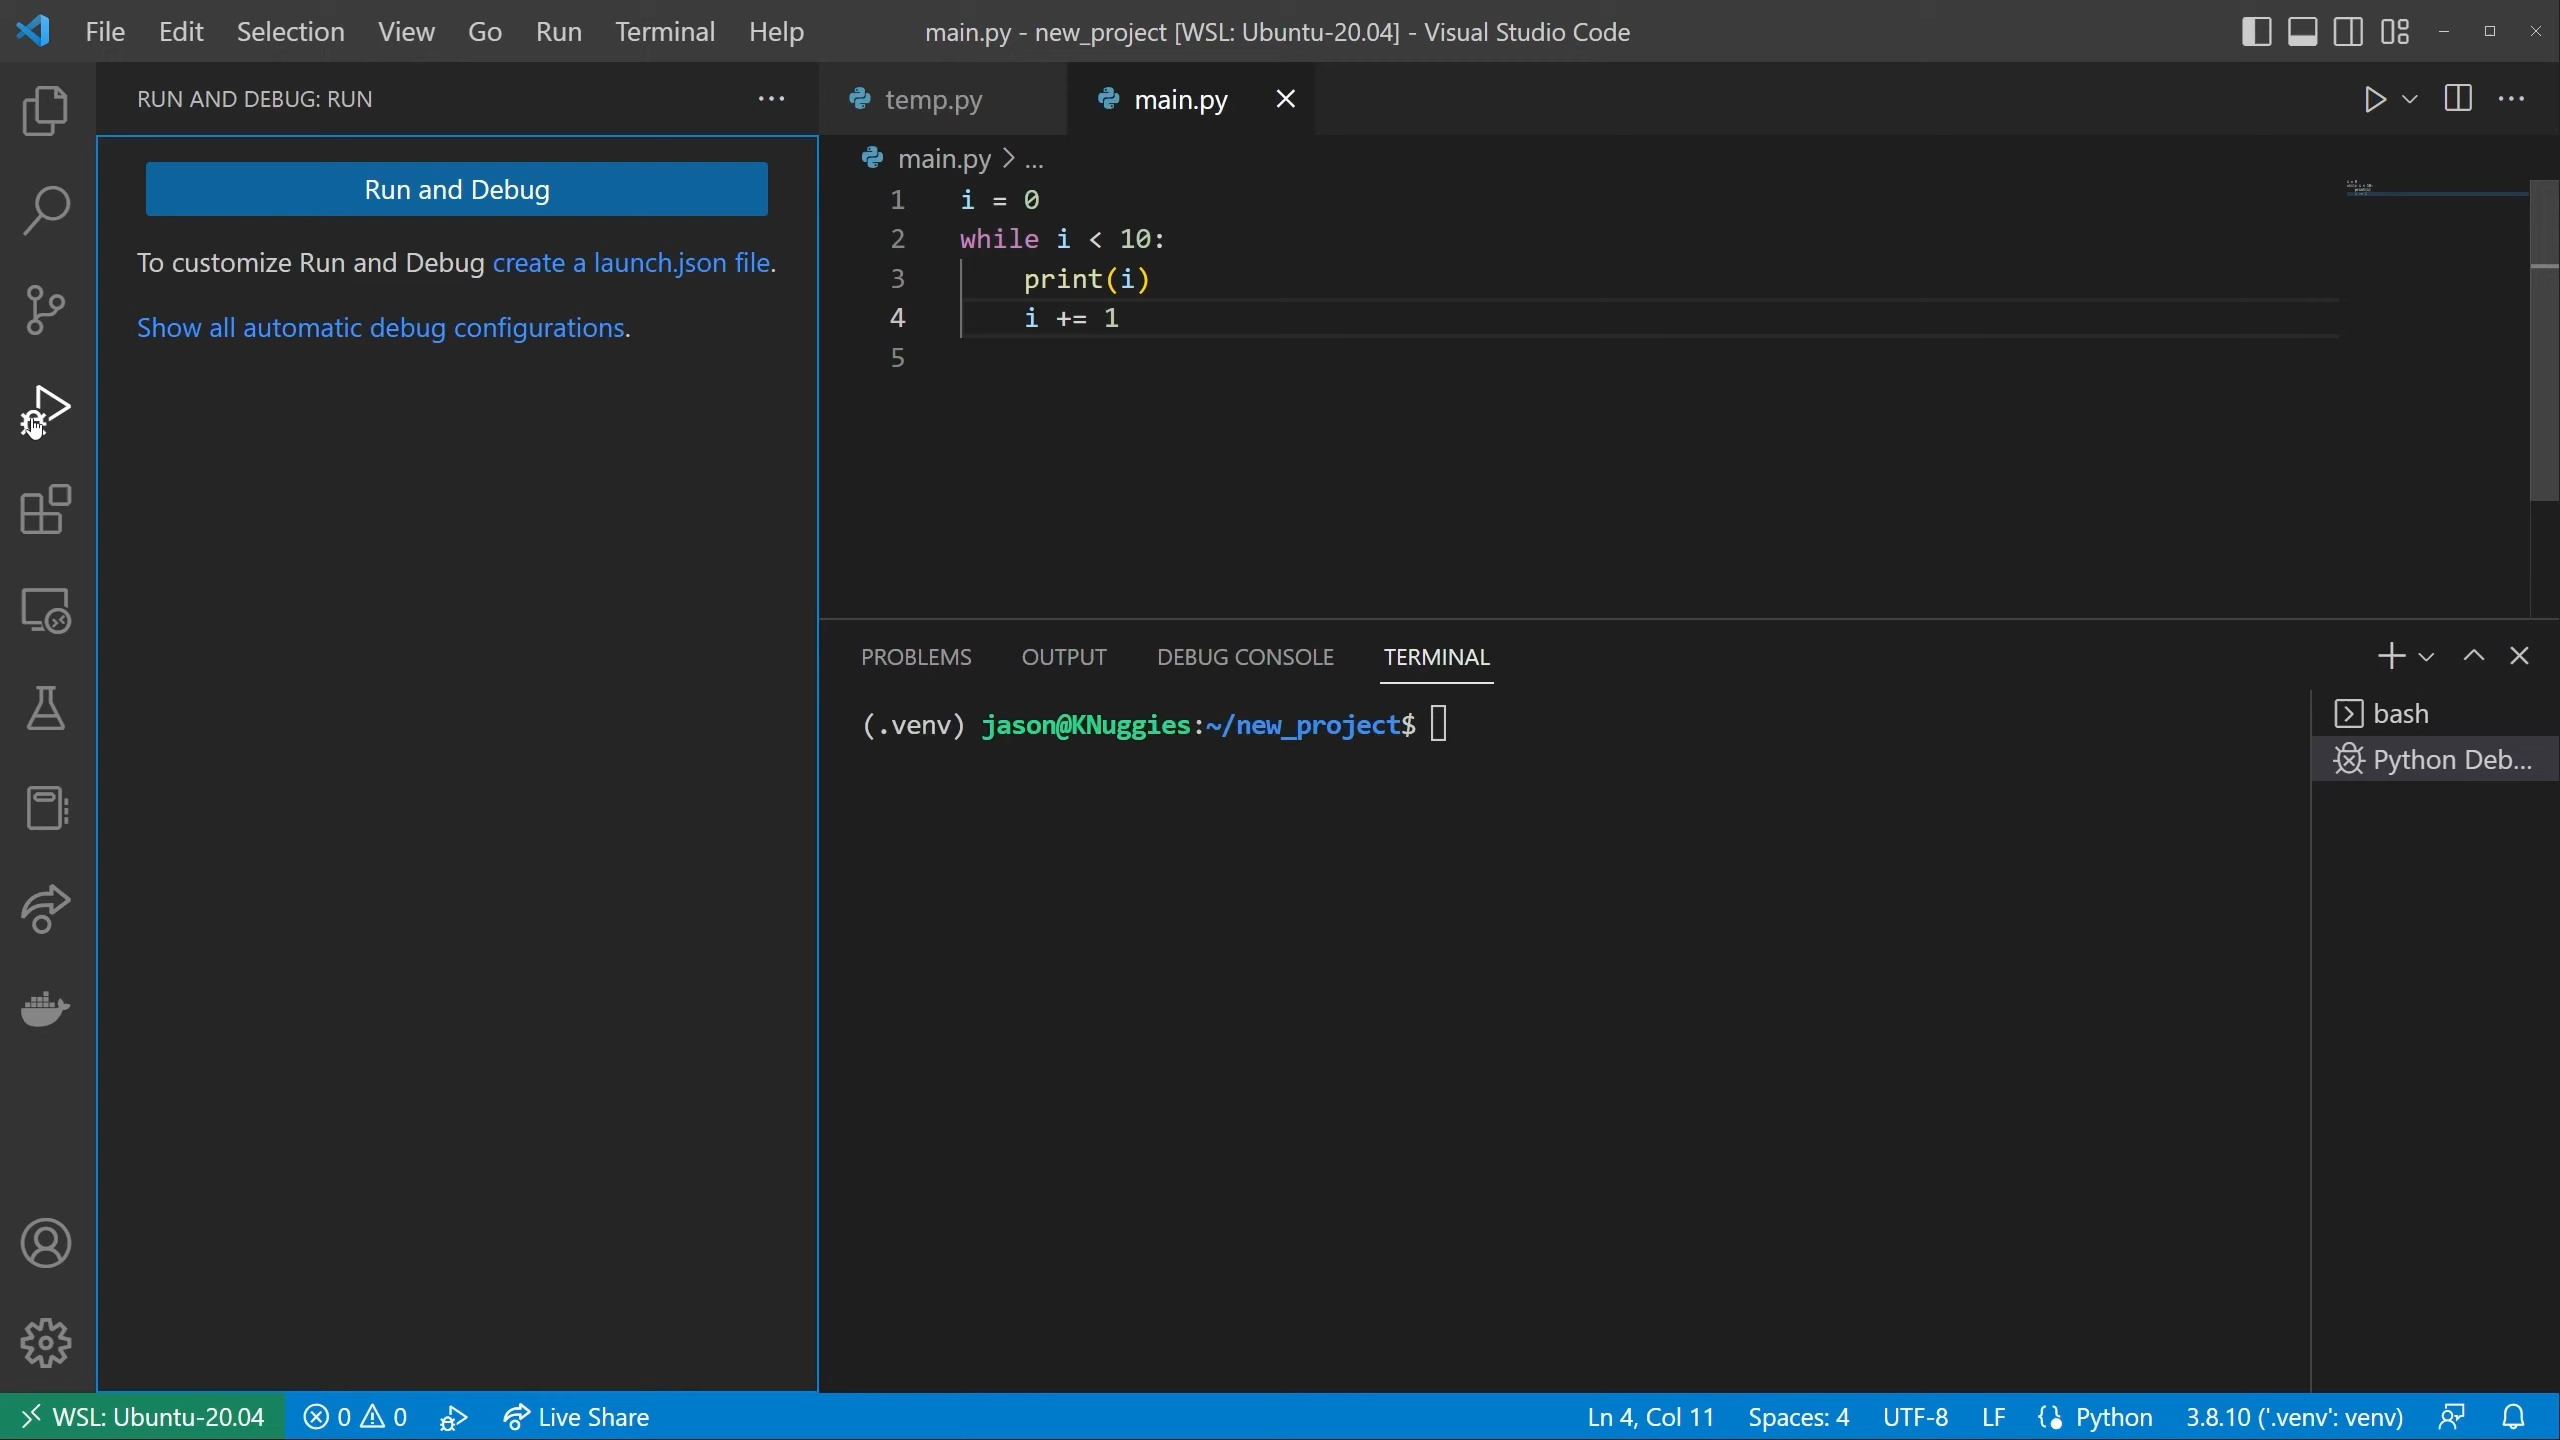 File Edit Selection View Go Run Terminal Help
main.py - new_project [WSL: Ubuntu-20.04] - Visual Studio Code
RUN AND DEBUG: RUN
Run and Debug
To customize Run and Debug create a launch.json file.
Show all automatic debug configurations.
temp.py main.py
main.py > ...
1 i = 0
2 while i < 10:
3     print(i)
4     i += 1
5
PROBLEMS OUTPUT DEBUG CONSOLE TERMINAL
(.venv) jason@KNuggies:~/new_project$
bash
Python Deb...
WSL: Ubuntu-20.04 0 0 Live Share Ln 4, Col 11 Spaces: 4 UTF-8 LF Python 3.8.10 ('.venv': venv)